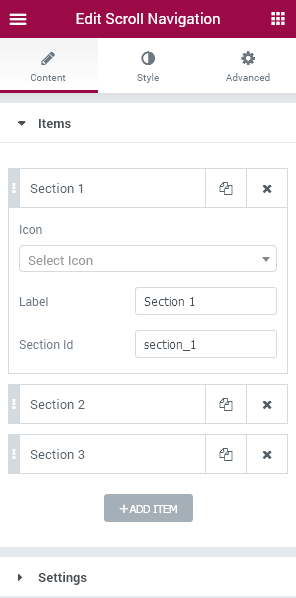 Edit Scroll Navigation
Content Style Advanced
Items
Section 1
Icon
Select Icon
Label Section 1
Section Id section_1
Section 2
Section 3
+ ADD ITEM
Settings